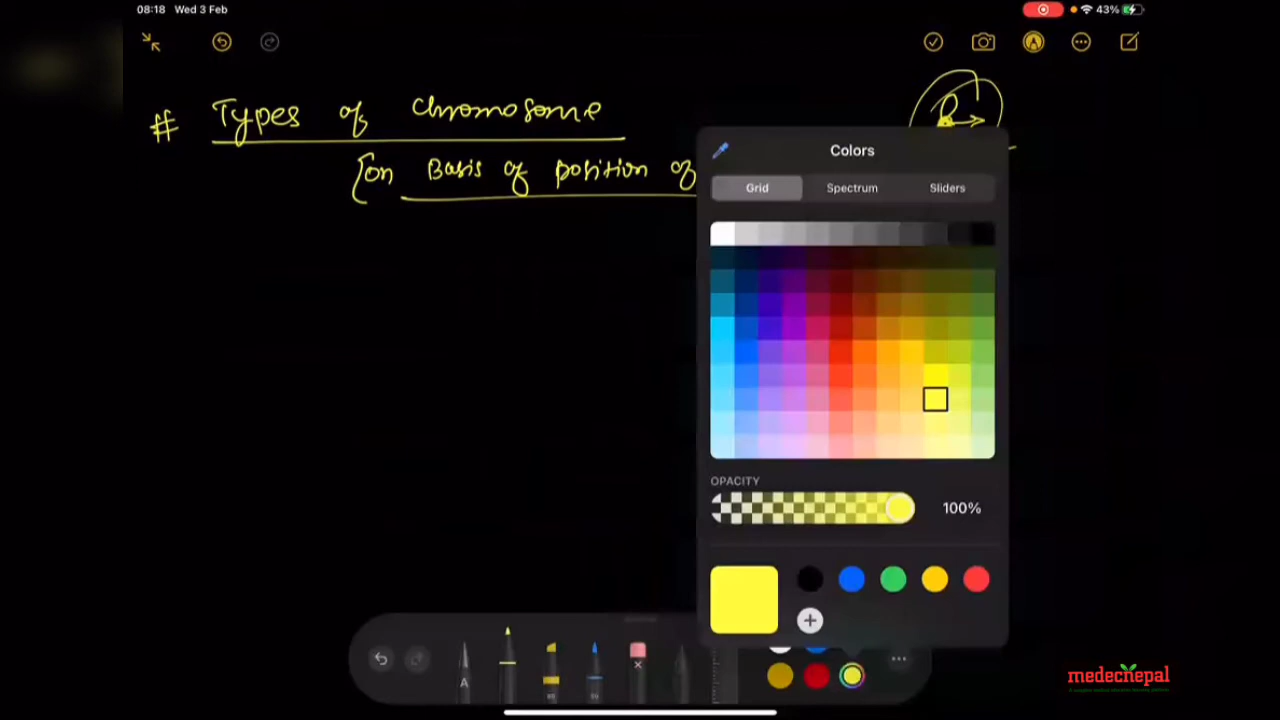 08:18 Wed 3 Feb
43%
# Types of Chromosome
[on Basis of position of
Colors
Grid Spectrum Sliders
OPACITY
100%
A
medecnepal